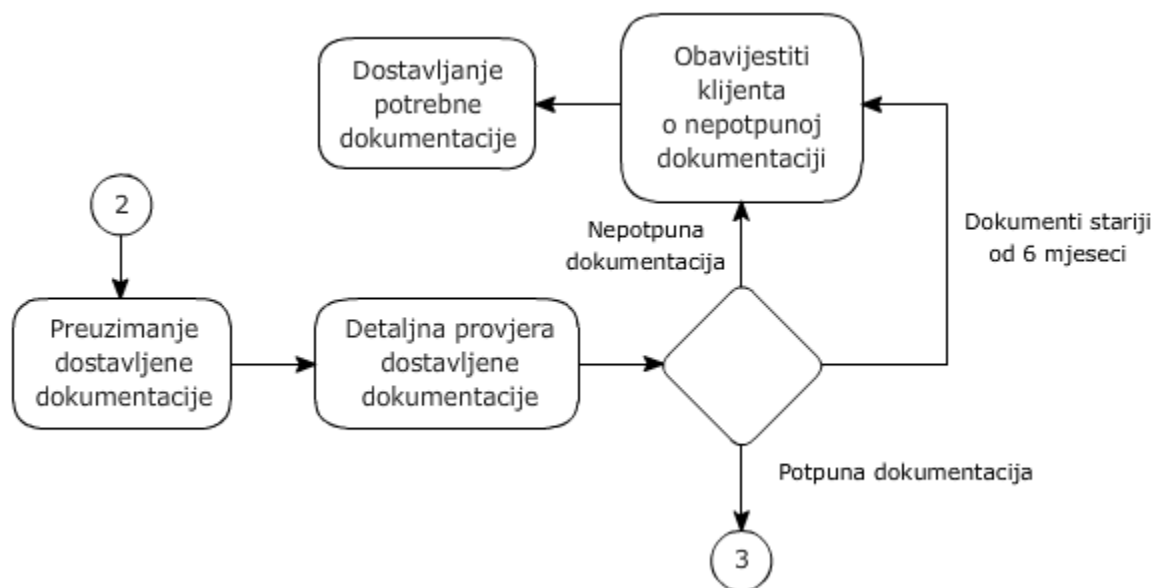 Dostavljanje
potrebne
dokumentacije
Obavijestiti
klijenta
o nepotpunoj
dokumentaciji
2
Nepotpuna
dokumentacija
Dokumenti stariji
od 6 mjeseci
Preuzimanje
dostavljene
dokumentacije
Detaljna provjera
dostavljene
dokumentacije
Potpuna dokumentacija
3